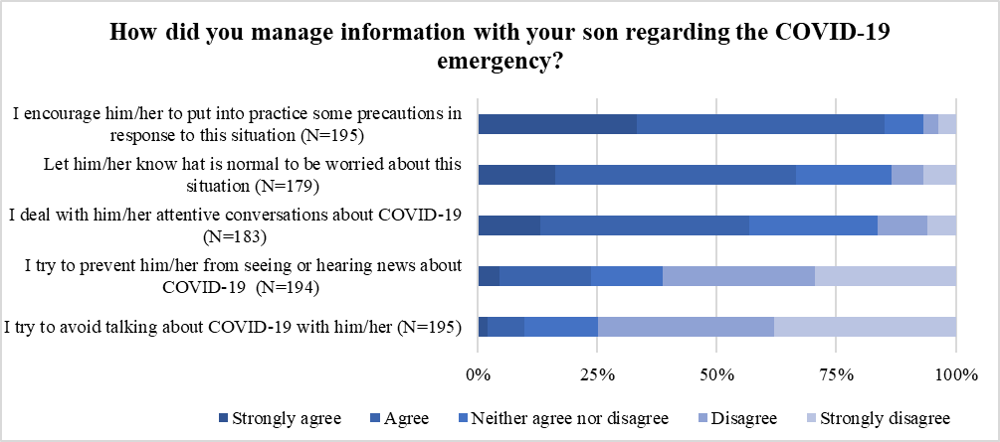 How did you manage information with your son regarding the COVID-19
emergency?
I encourage him/her to put into practice some precautions in
response to this situation (N=195)
Let him/her know hat is normal to be worried about this
situation (N=179)
I deal with him/her attentive conversations about COVID-19
(N=183)
I try to prevent him/her from seeing or hearing news about
COVID-19 (N=194)
I try to avoid talking about COVID-19 with him/her (N=195)
0% 25% 50% 75% 100%
Strongly agree Agree Neither agree nor disagree Disagree Strongly disagree